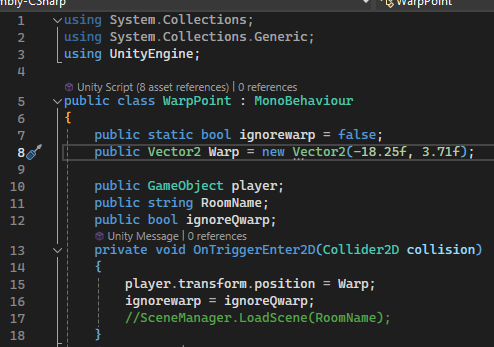 mbly-CSharp WarpPoint
1 using System.Collections;
2 using System.Collections.Generic;
3 using UnityEngine;
4
Unity Script (8 asset references) | 0 references
5 public class WarpPoint : MonoBehaviour
6 {
7 public static bool ignorewarp = false;
8 public Vector2 Warp = new Vector2(-18.25f, 3.71f);
9
10 public GameObject player;
11 public string RoomName;
12 public bool ignoreQwarp;
Unity Message | 0 references
13 private void OnTriggerEnter2D(Collider2D collision)
14 {
15 player.transform.position = Warp;
16 ignorewarp = ignoreQwarp;
17 //SceneManager.LoadScene(RoomName);
18 }